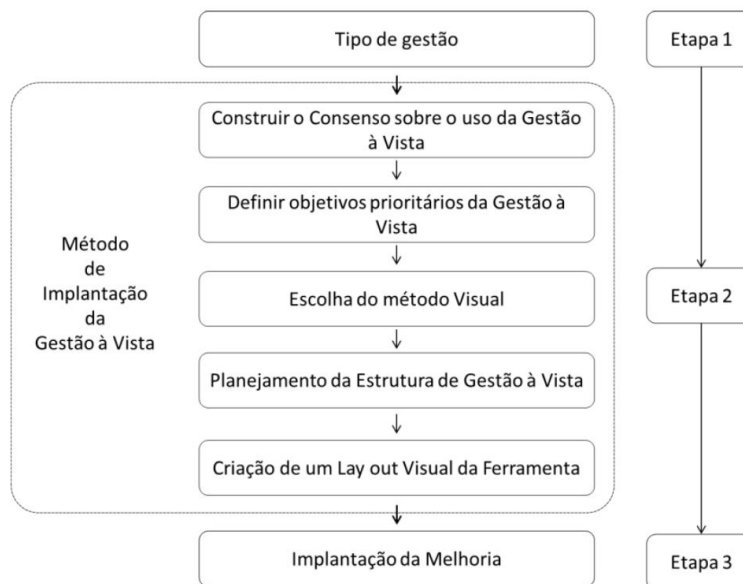 Tipo de gestão
Etapa 1
Construir o Consenso sobre o uso da Gestão
à Vista
Definir objetivos prioritários da Gestão à
Vista
Método
de
Implantação
da
Gestão à Vista
Escolha do método Visual
Etapa 2
Planejamento da Estrutura de Gestão à Vista
Criação de um Lay out Visual da Ferramenta
Implantação da Melhoria
Etapa 3